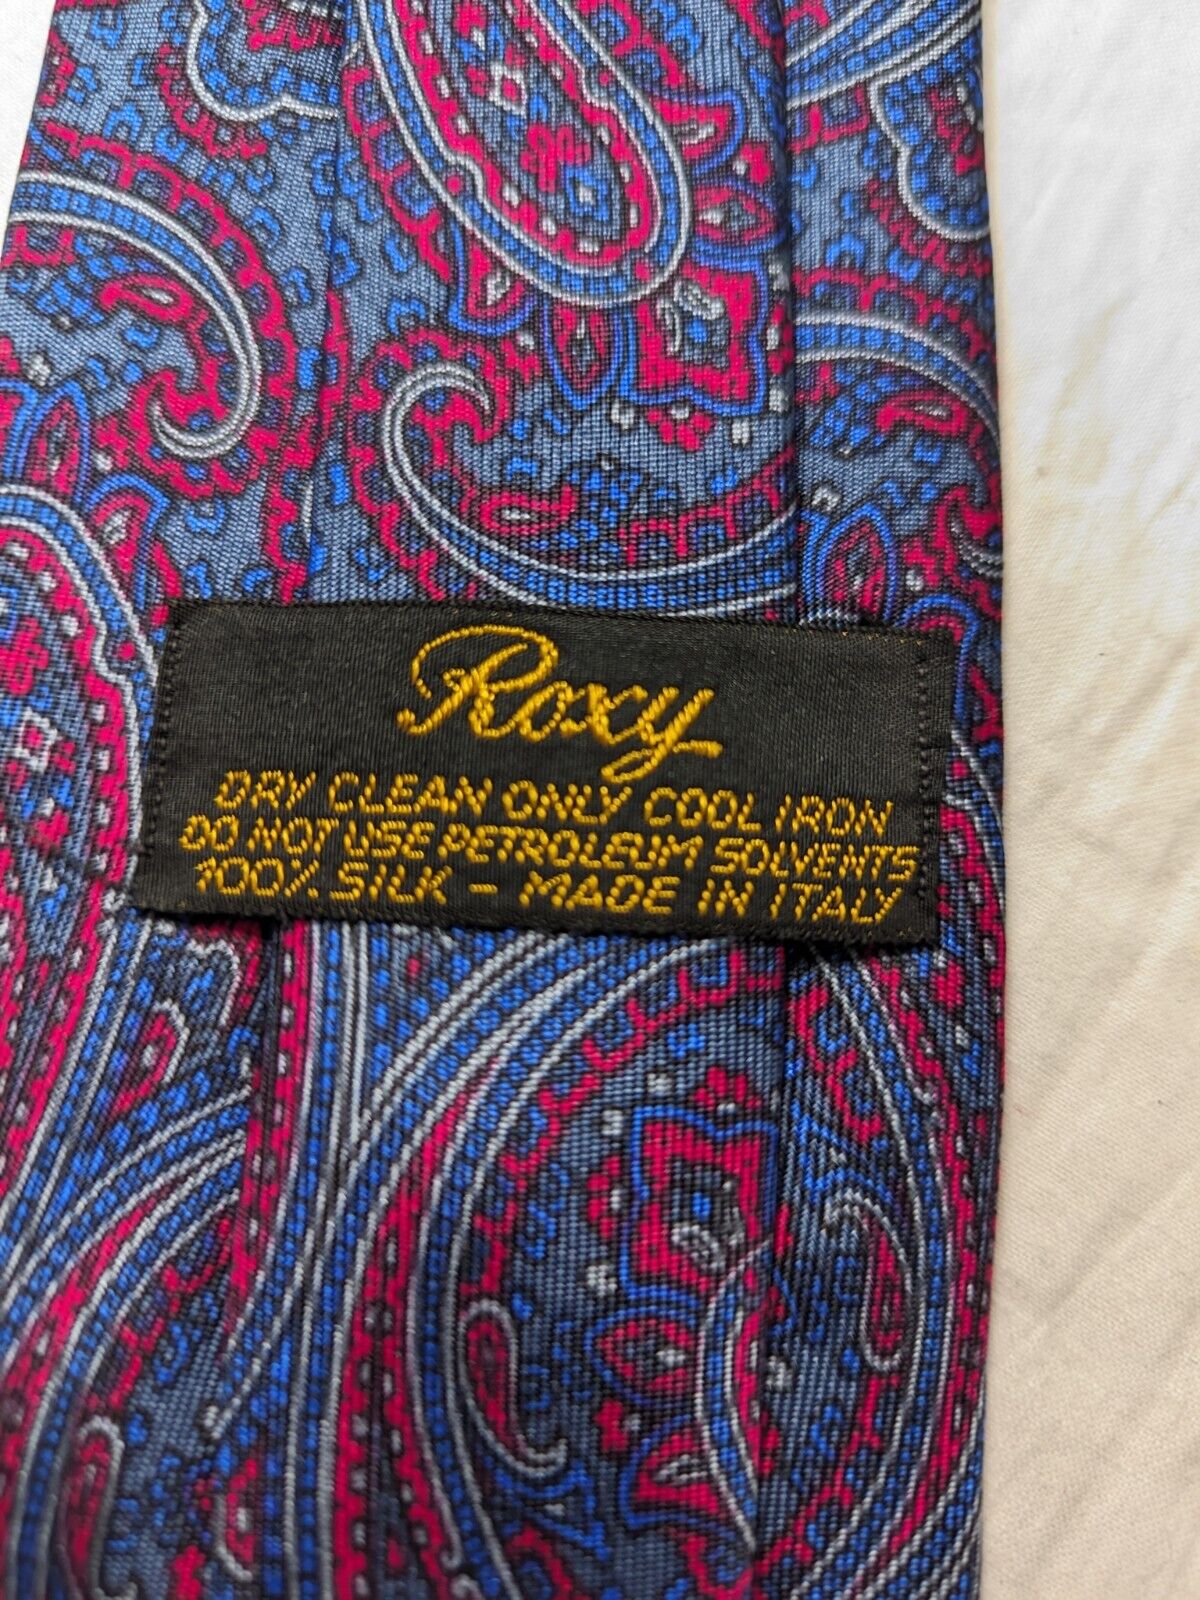 Roxy
DRY CLEAN ONLY COOL IRON
DO NOT USE PETROLEUM SOLVENTS
100% SILK - MADE IN ITALY